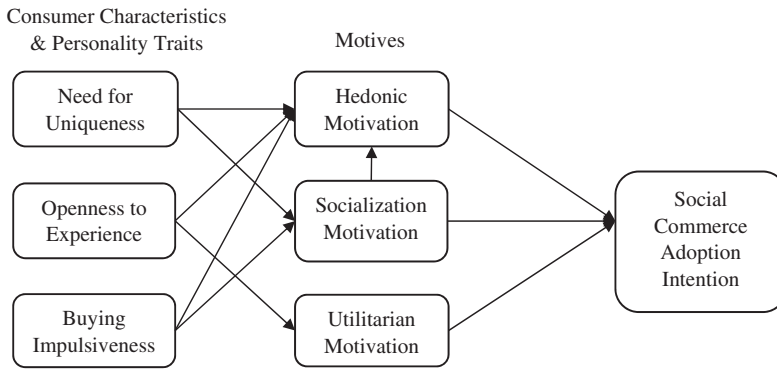 Consumer Characteristics
& Personality Traits
Motives
Need for
Uniqueness
Hedonic
Motivation
Openness to
Experience
Socialization
Motivation
Social
Commerce
Adoption
Intention
Buying
Impulsiveness
Utilitarian
Motivation